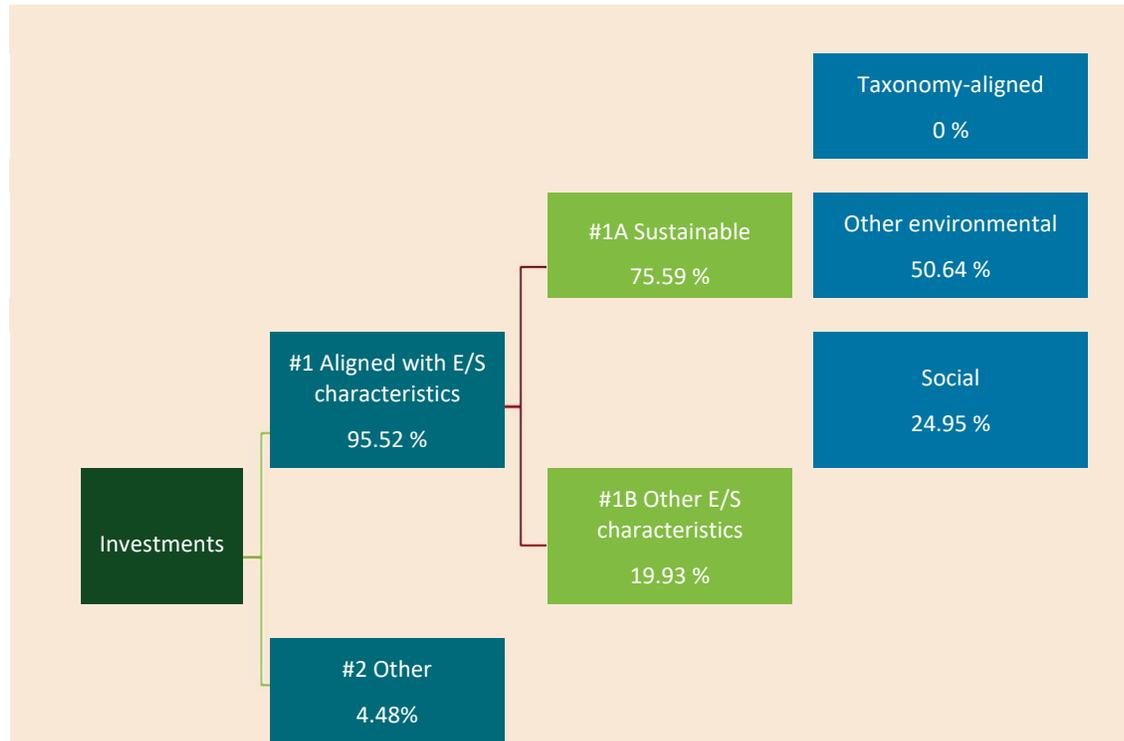 Taxonomy-aligned
0 %
#1A Sustainable
75.59 %
Other environmental
50.64 %
#1 Aligned with E/S
characteristics
95.52 %
Social
24.95 %
Investments
#1B Other E/S
characteristics
19.93 %
#2 Other
4.48%